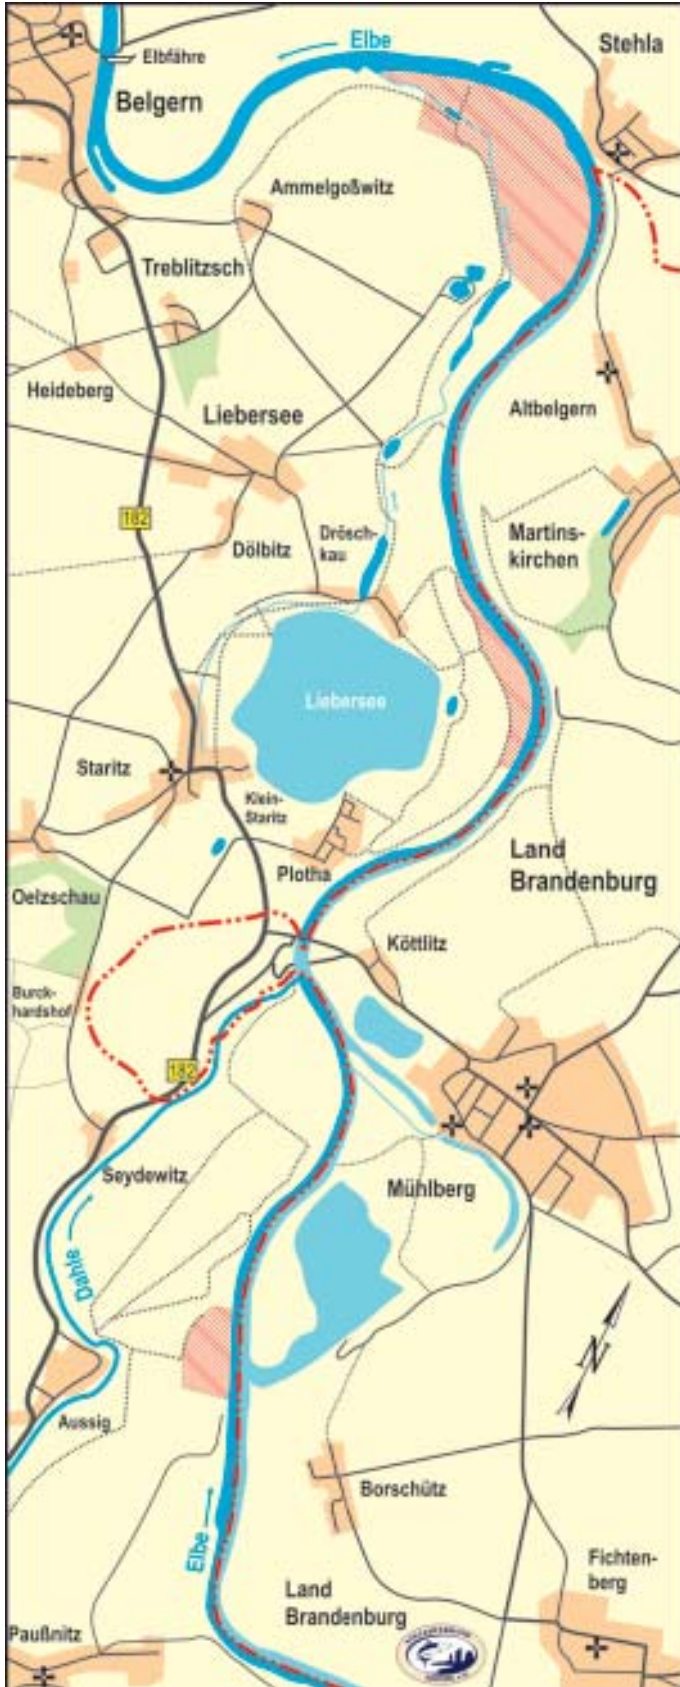 Elbe
Stehla
Elbfähre
Belgern
Ammelgoßwitz
Treblitzsch
Heideberg
Liebersee
Altbelgern
182
Drösch-
kau
Martins-
kirchen
Dölbitz
Liebersee
Staritz
Klein-
Staritz
Plotha
Land
Brandenburg
Oelzschau
Köttlitz
Burck-
hardshof
182
Seydewitz
Mühlberg
Dahle
N
Aussig
Borschütz
Elbe
Fichten-
berg
Land
Brandenburg
Paußnitz